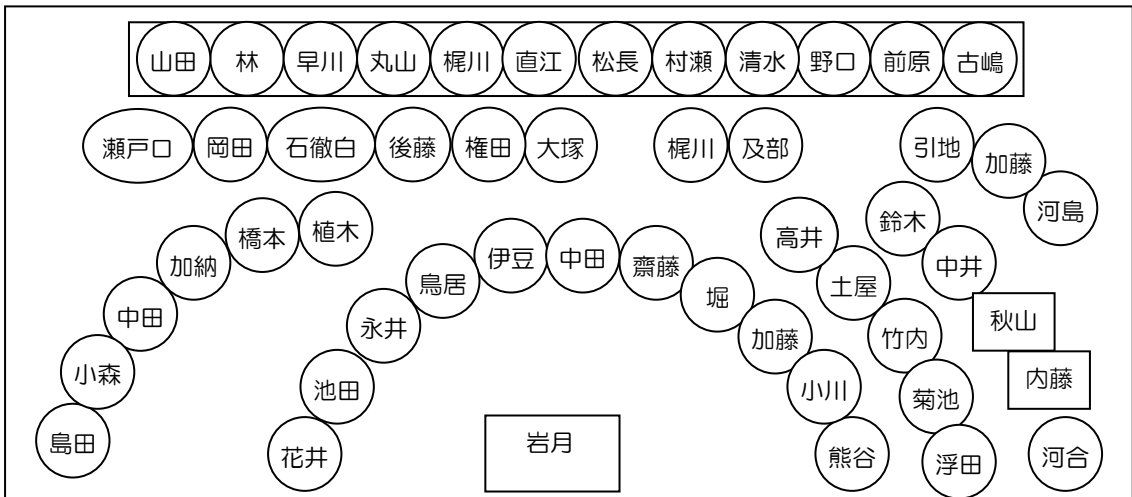 山田 林 早川 丸山 梶川 直江 松長 村瀬 清水 野口 前原 古嶋
瀬戸口 岡田 石徹白 後藤 権田 大塚 梶川 及部 引地 加藤 河島
橋本 植木
加納
中田
小森
島田
鳥居 伊豆 中田 齋藤
永井 堀
池田 加藤
花井 小川
熊谷
高井
土屋
竹内
菊池
浮田
鈴木
中井
秋山
内藤
河合
岩月